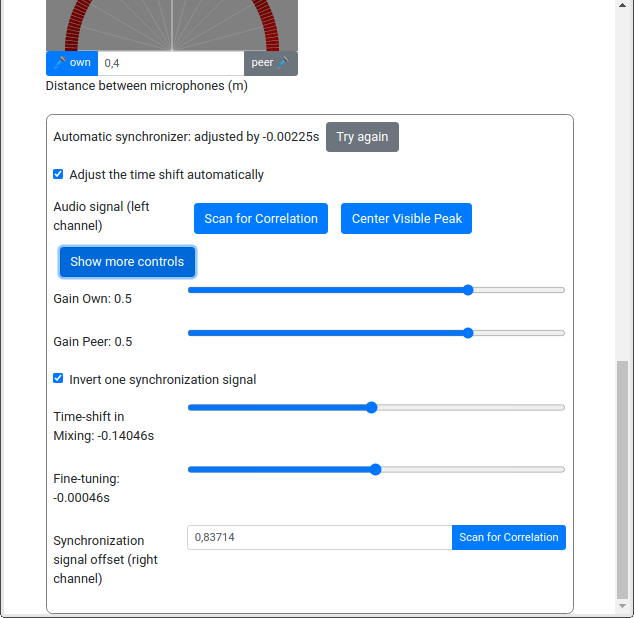 own 0,4 peer
Distance between microphones (m)
Automatic synchronizer: adjusted by -0.00225s Try again
Adjust the time shift automatically
Audio signal (left
channel)
Scan for Correlation Center Visible Peak
Show more controls
Gain Own: 0.5
Gain Peer: 0.5
Invert one synchronization signal
Time-shift in
Mixing: -0.14046s
Fine-tuning:
-0.00046s
Synchronization
signal offset (right
channel)
0,83714 Scan for Correlation